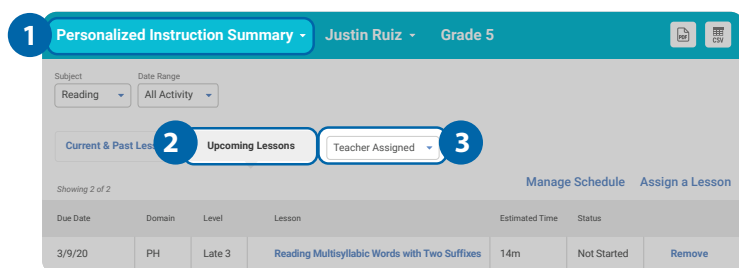 1 Personalized Instruction Summary Justin Ruiz Grade 5 PDF CSV
Subject Date Range
Reading All Activity
Current & Past Les 2 Upcoming Lessons Teacher Assigned 3
Showing 2 of 2 Manage Schedule Assign a Lesson
Due Date Domain Level Lesson Estimated Time Status
3/9/20 PH Late 3 Reading Multisyllabic Words with Two Suffixes 14m Not Started Remove